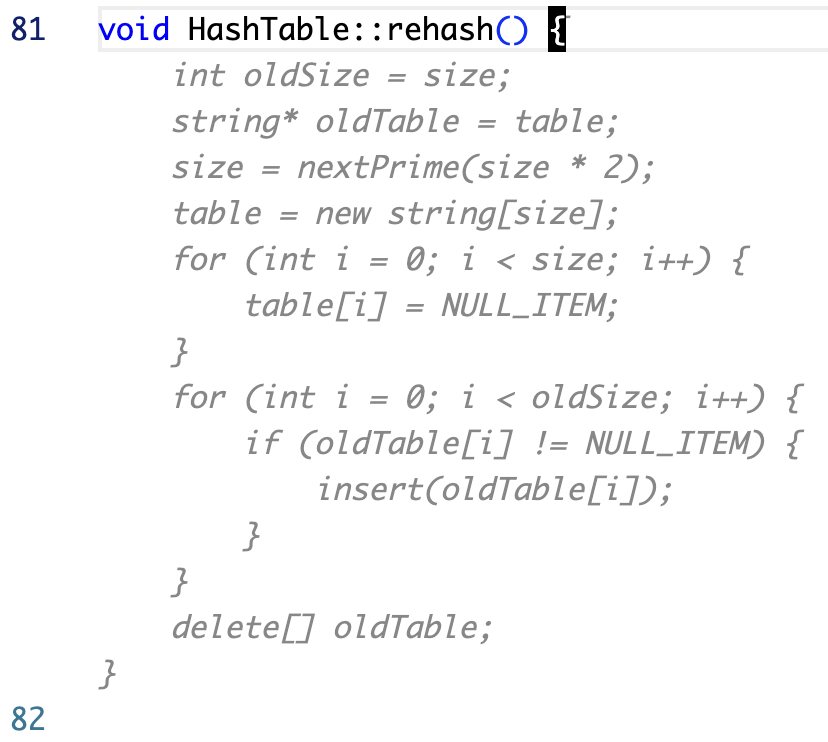 81 void HashTable::rehash() {
int oldSize = size;
string* oldTable = table;
size = nextPrime(size * 2);
table = new string[size];
for (int i = 0; i < size; i++) {
table[i] = NULL_ITEM;
}
for (int i = 0; i < oldSize; i++) {
if (oldTable[i] != NULL_ITEM) {
insert(oldTable[i]);
}
}
delete[] oldTable;
}
82